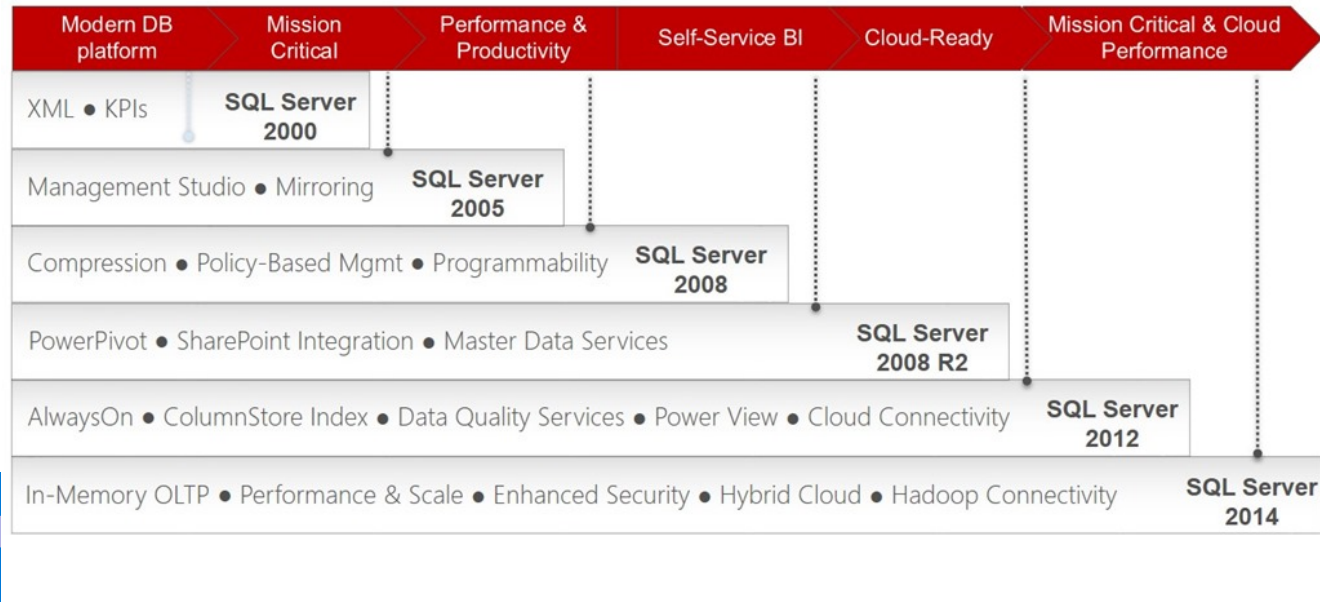 Modern DB
platform
Mission
Critical
Performance &
Productivity
Self-Service BI
Cloud-Ready
Mission Critical & Cloud
Performance
XML ● KPIs
SQL Server
2000
Management Studio ● Mirroring
SQL Server
2005
Compression ● Policy-Based Mgmt ● Programmability
SQL Server
2008
PowerPivot ● SharePoint Integration ● Master Data Services
SQL Server
2008 R2
AlwaysOn ● ColumnStore Index ● Data Quality Services ● Power View ● Cloud Connectivity
SQL Server
2012
In-Memory OLTP ● Performance & Scale ● Enhanced Security ● Hybrid Cloud ● Hadoop Connectivity
SQL Server
2014